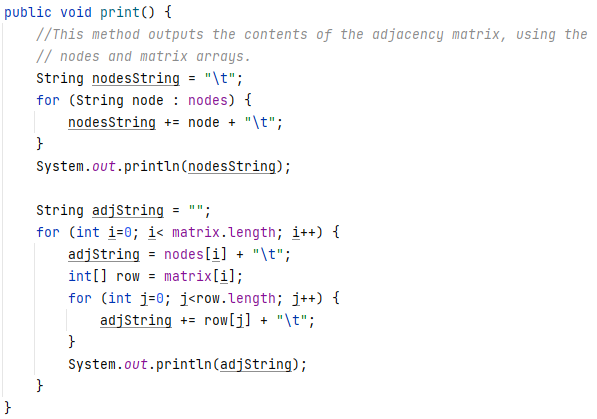 public void print() {
    //This method outputs the contents of the adjacency matrix, using the
    // nodes and matrix arrays.
    String nodesString = "\t";
    for (String node : nodes) {
        nodesString += node + "\t";
    }
    System.out.println(nodesString);

    String adjString = "";
    for (int i=0; i< matrix.length; i++) {
        adjString = nodes[i] + "\t";
        int[] row = matrix[i];
        for (int j=0; j<row.length; j++) {
            adjString += row[j] + "\t";
        }
        System.out.println(adjString);
    }
}